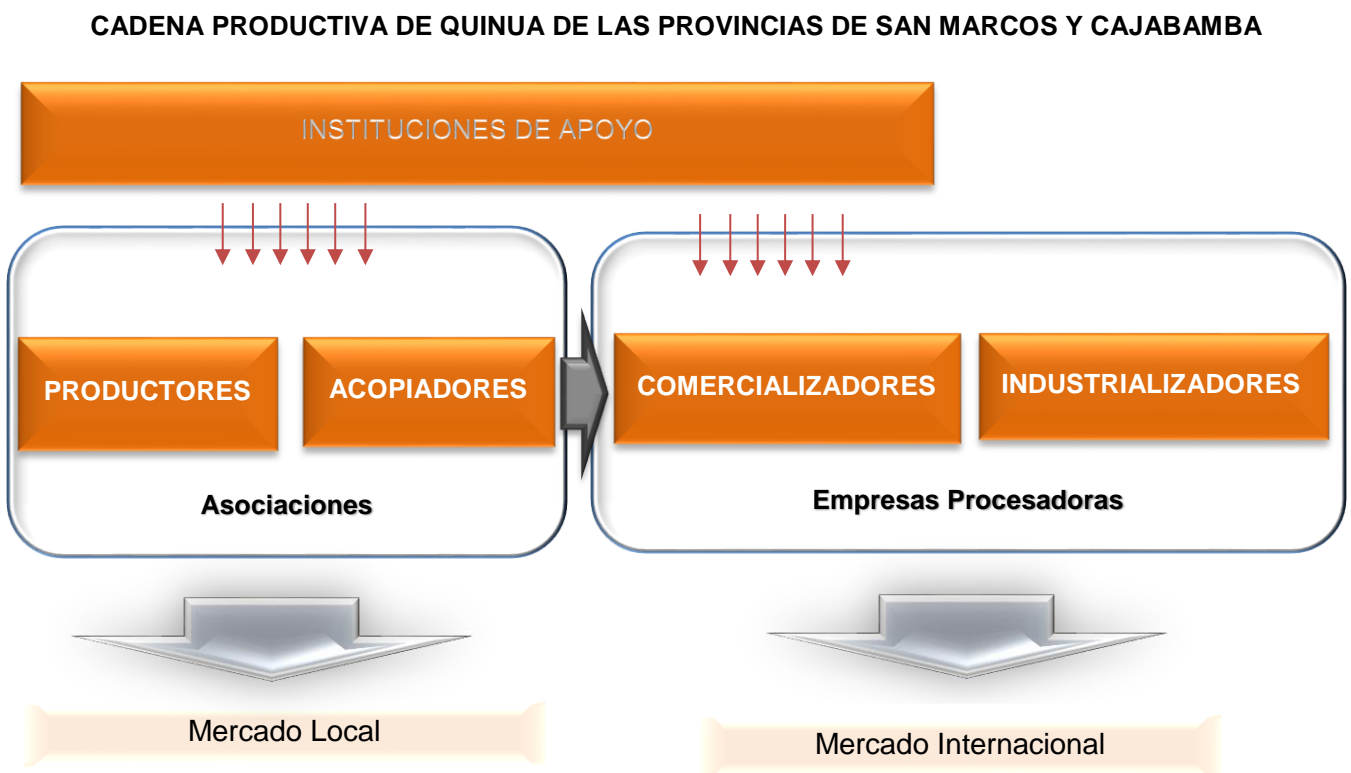 CADENA PRODUCTIVA DE QUINUA DE LAS PROVINCIAS DE SAN MARCOS Y CAJABAMBA
INSTITUCIONES DE APOYO
PRODUCTORES
ACOPIADORES
COMERCIALIZADORES
INDUSTRIALIZADORES
Asociaciones
Empresas Procesadoras
Mercado Local
Mercado Internacional